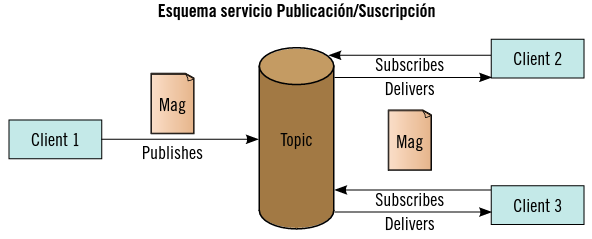 Esquema servicio Publicación/Suscripción
Client 2
Subscribes
Delivers
Mag
Client 1
Topic
Mag
Publishes
Client 3
Subscribes
Delivers